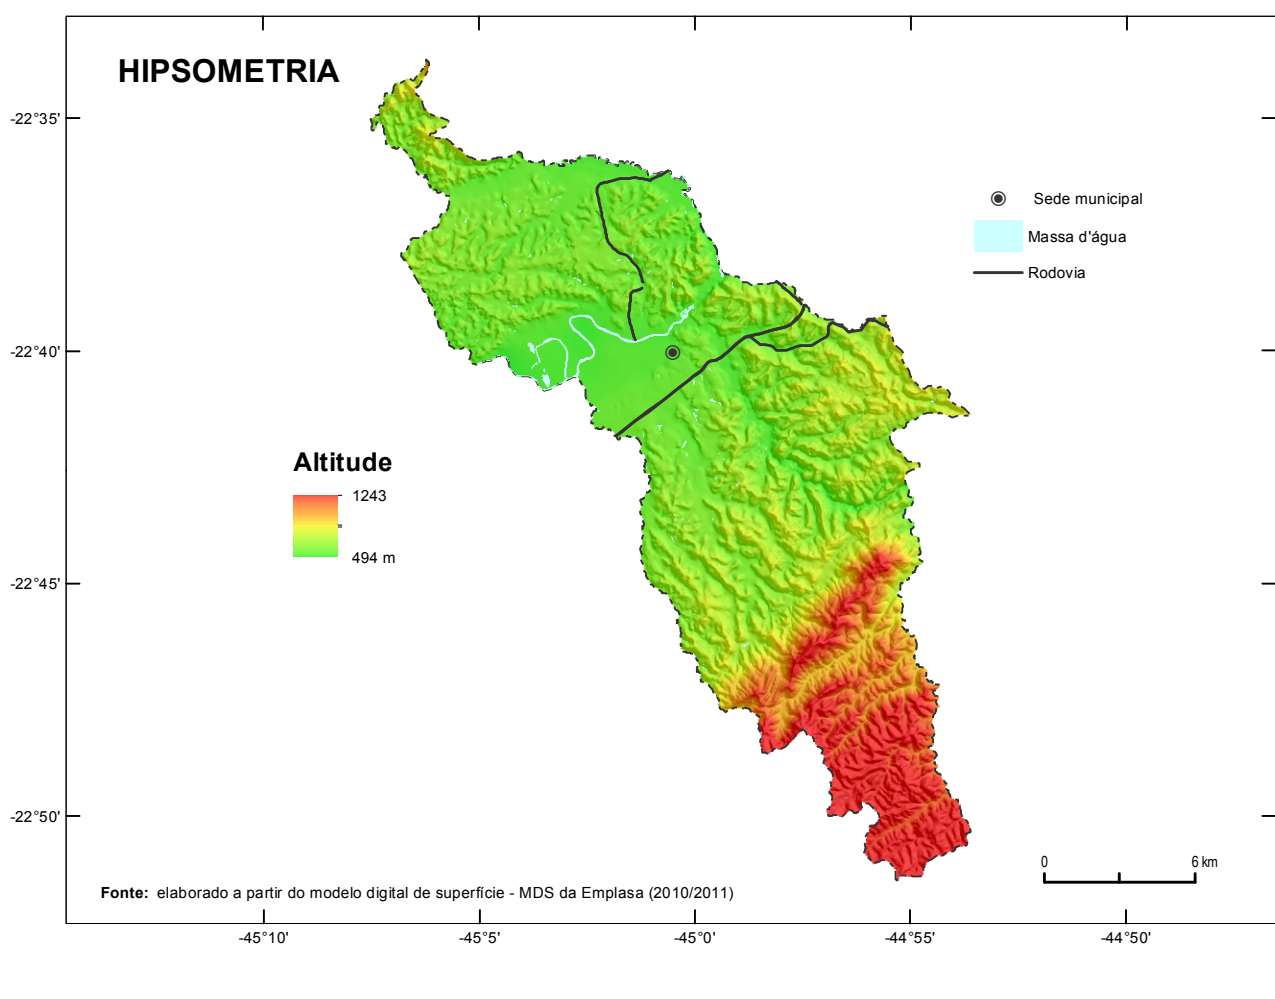 HIPSOMETRIA
-22°35'
Sede municipal
Massa d'água
Rodovia
-22°40'
Altitude
1243
494 m
-22°45'
-22°50'
0 6 km
Fonte: elaborado a partir do modelo digital de superfície - MDS da Emplasa (2010/2011)
-45°10' -45°5' -45°0' -44°55' -44°50'